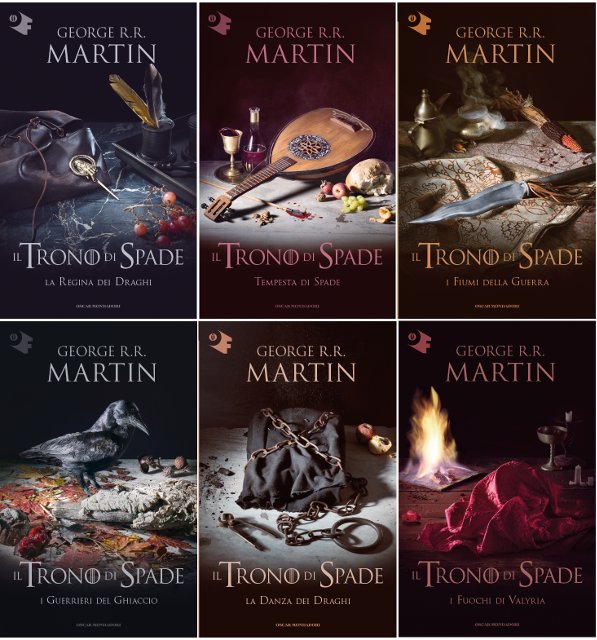 GEORGE R.R.
MARTIN
IL TRONO DI SPADE
LA REGINA DEI DRAGHI
OSCAR MONDADORI
GEORGE R.R.
MARTIN
IL TRONO DI SPADE
TEMPESTA DI SPADE
OSCAR MONDADORI
GEORGE R.R.
MARTIN
IL TRONO DI SPADE
I FIUMI DELLA GUERRA
OSCAR MONDADORI
GEORGE R.R.
MARTIN
IL TRONO DI SPADE
I GUERRIERI DEL GHIACCIO
OSCAR MONDADORI
GEORGE R.R.
MARTIN
IL TRONO DI SPADE
LA DANZA DEI DRAGHI
OSCAR MONDADORI
GEORGE R.R.
MARTIN
IL TRONO DI SPADE
I FUOCHI DI VALYRIA
OSCAR MONDADORI